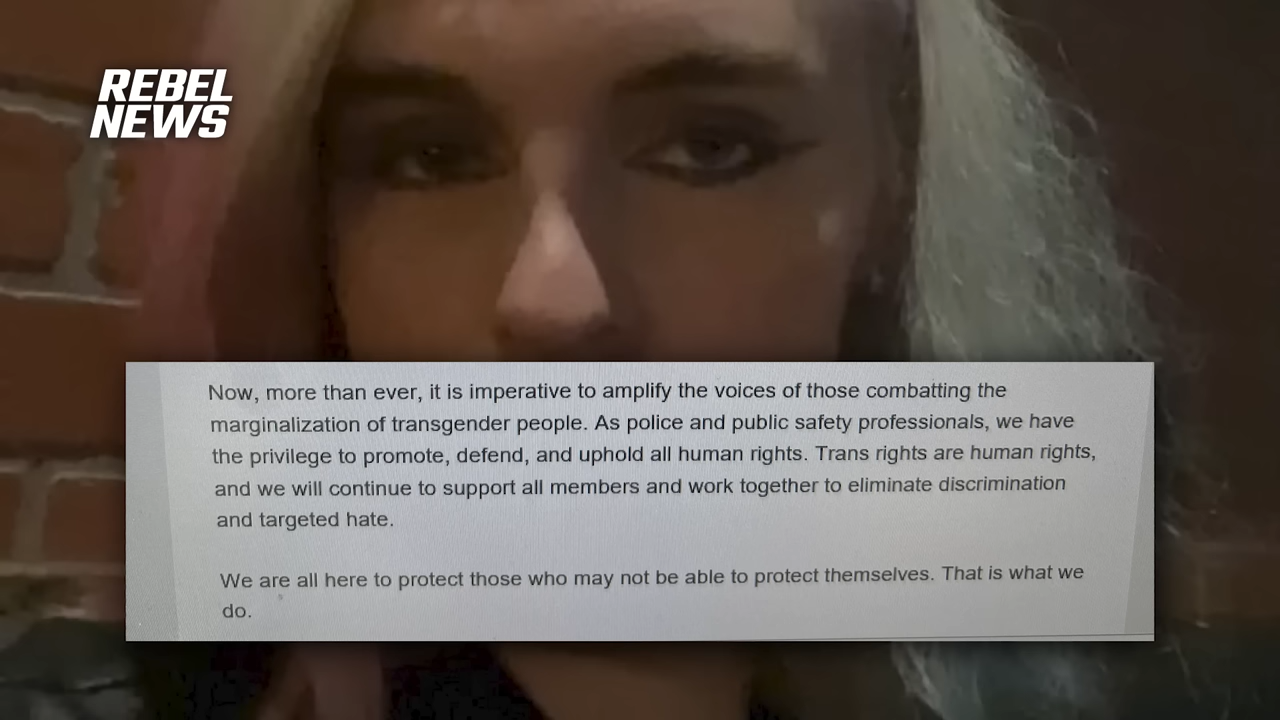 REBEL
NEWS
Now, more than ever, it is imperative to amplify the voices of those combatting the
marginalization of transgender people. As police and public safety professionals, we have
the privilege to promote, defend, and uphold all human rights. Trans rights are human rights,
and we will continue to support all members and work together to eliminate discrimination
and targeted hate.
We are all here to protect those who may not be able to protect themselves. That is what we
do.